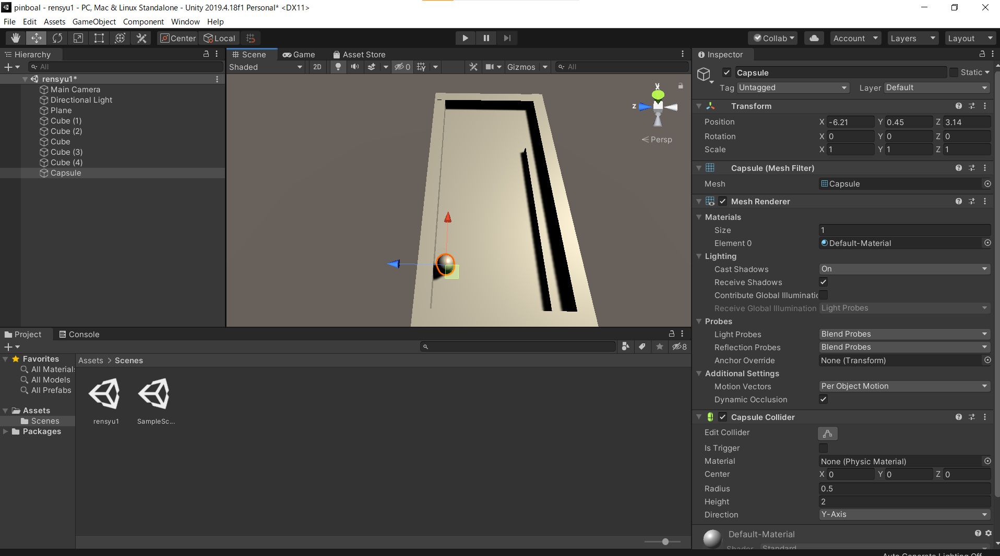 pinboal - rensyu1 - PC, Mac & Linux Standalone - Unity 2019.4.18f1 Personal* <DX11>
File Edit Assets GameObject Component Window Help
Center Local Collab Account Layers Layout
Hierarchy
All
rensyu1*
Main Camera
Directional Light
Plane
Cube (1)
Cube (2)
Cube
Cube (3)
Cube (4)
Capsule
Scene Game Asset Store
Shaded 2D 0 Gizmos All
y
z
Persp
Inspector
Capsule Static
Tag Untagged Layer Default
Transform
Position X -6.21 Y 0.45 Z 3.14
Rotation X 0 Y 0 Z 0
Scale X 1 Y 1 Z 1
Capsule (Mesh Filter)
Mesh Capsule
Mesh Renderer
Materials
Size 1
Element 0 Default-Material
Lighting
Cast Shadows On
Receive Shadows
Contribute Global Illuminatic
Receive Global Illumination Light Probes
Probes
Light Probes Blend Probes
Reflection Probes Blend Probes
Anchor Override None (Transform)
Additional Settings
Motion Vectors Per Object Motion
Dynamic Occlusion
Capsule Collider
Edit Collider
Is Trigger
Material None (Physic Material)
Center X 0 Y 0 Z 0
Radius 0.5
Height 2
Direction Y-Axis
Default-Material
Shader Standard
Project Console
8
Favorites
All Materials
All Models
All Prefabs
Assets
Scenes
Packages
Assets > Scenes
rensyu1
SampleSc...
Auto Generate Lighting Off